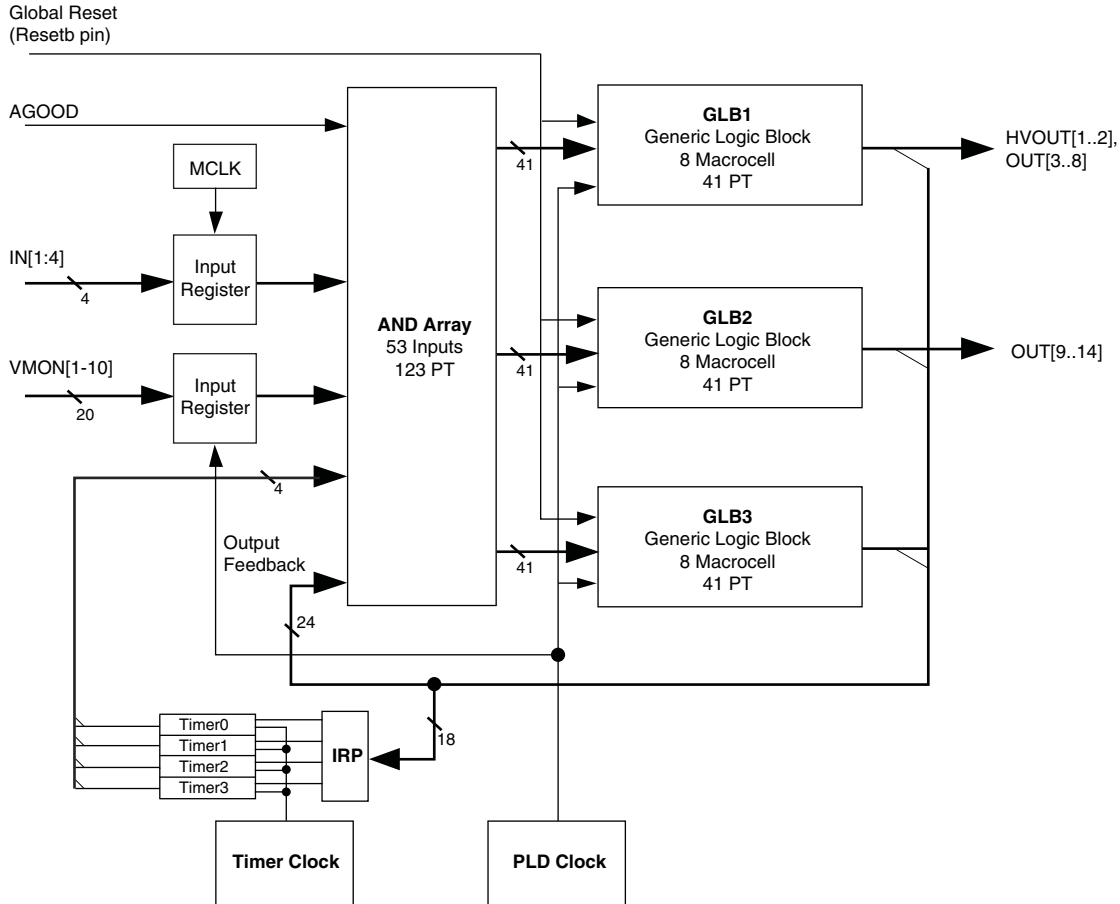 Global Reset
(Resetb pin)
AGOOD
MCLK
IN[1:4]
4
Input
Register
VMON[1-10]
20
Input
Register
AND Array
53 Inputs
123 PT
4
Output
Feedback
24
41
41
41
GLB1
Generic Logic Block
8 Macrocell
41 PT
GLB2
Generic Logic Block
8 Macrocell
41 PT
GLB3
Generic Logic Block
8 Macrocell
41 PT
HVOUT[1..2],
OUT[3..8]
OUT[9..14]
18
Timer0
Timer1
Timer2
Timer3
IRP
Timer Clock
PLD Clock